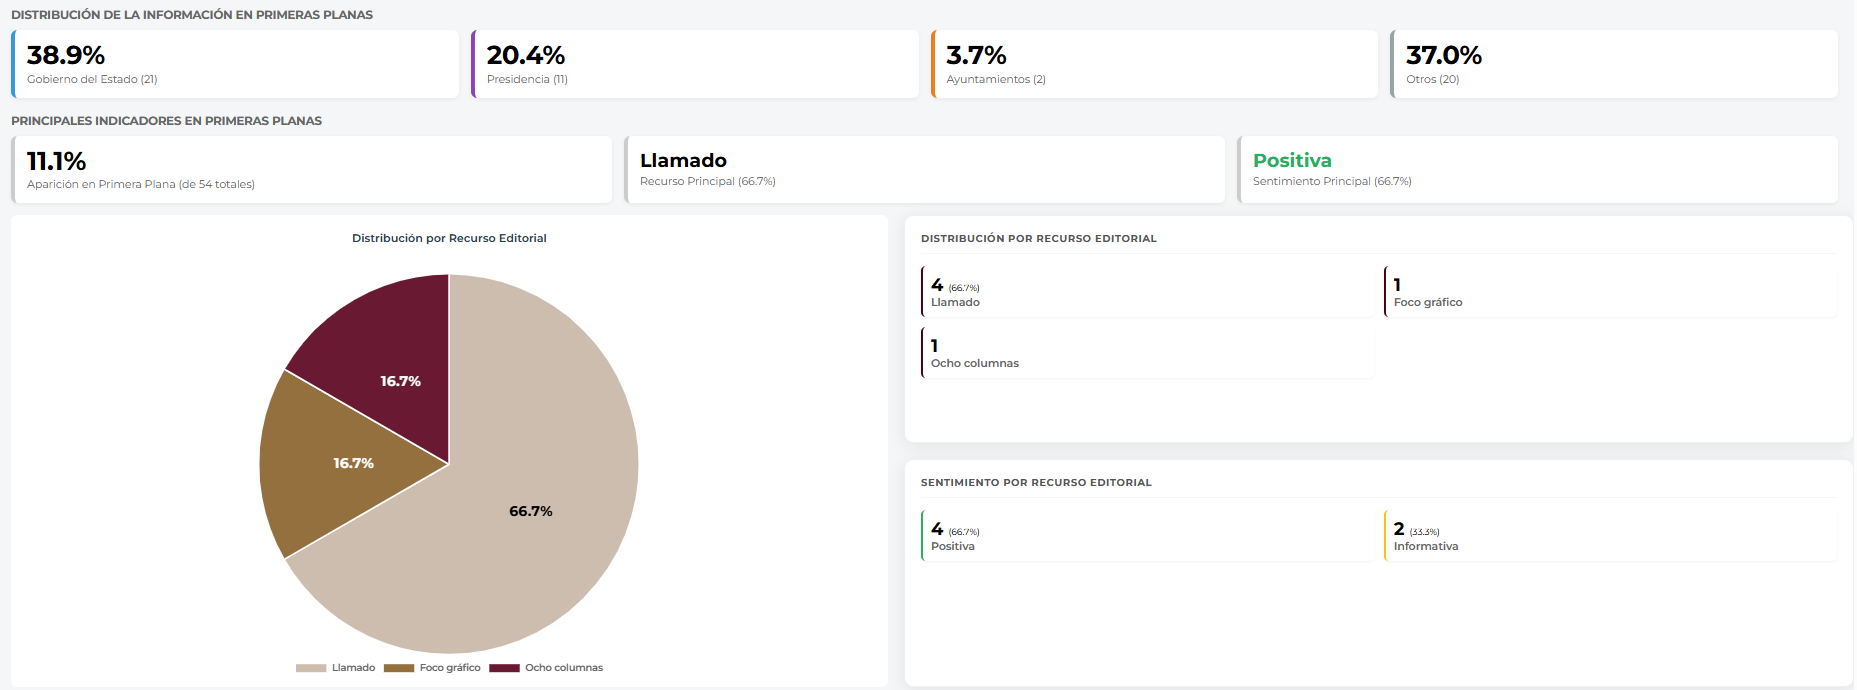 DISTRIBUCIÓN DE LA INFORMACIÓN EN PRIMERAS PLANAS
38.9%
Gobierno del Estado (21)
20.4%
Presidencia (11)
3.7%
Ayuntamientos (2)
37.0%
Otros (20)
PRINCIPALES INDICADORES EN PRIMERAS PLANAS
11.1%
Aparición en Primera Plana (de 54 totales)
Llamado
Recurso Principal (66.7%)
Positiva
Sentimiento Principal (66.7%)
Distribución por Recurso Editorial
16.7%
16.7%
66.7%
Llamado
Foco gráfico
Ocho columnas
DISTRIBUCIÓN POR RECURSO EDITORIAL
4 (66.7%)
Llamado
1
Foco gráfico
1
Ocho columnas
SENTIMIENTO POR RECURSO EDITORIAL
4 (66.7%)
Positiva
2 (33.3%)
Informativa